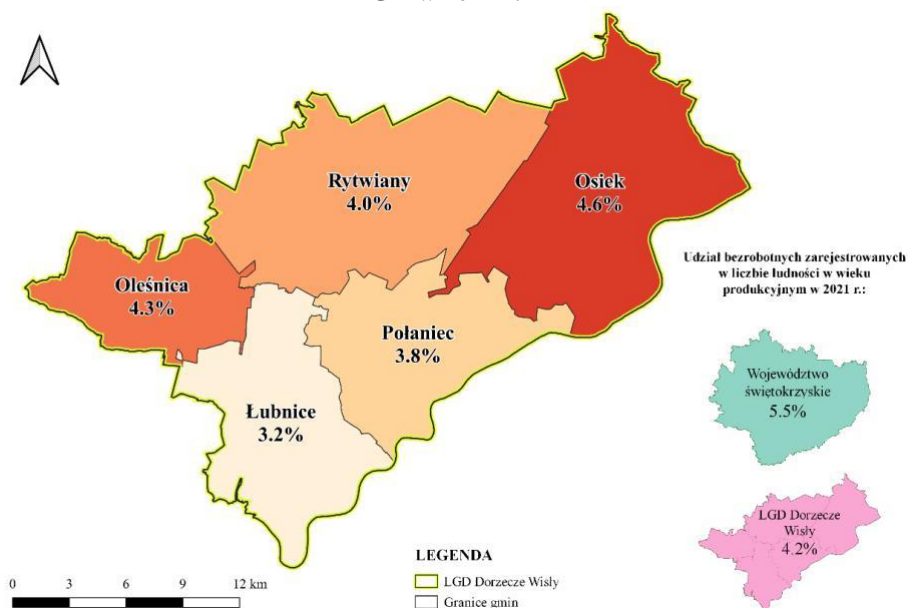 Rytwiany
4.0%
Osiek
4.6%
Oleśnica
4.3%
Połaniec
3.8%
Łubnice
3.2%
Udział bezrobotnych zarejestrowanych
w liczbie ludności w wieku
produkcyjnym w 2021 r.:
Województwo
świętokrzyskie
5.5%
LGD Dorzecze
Wisły
4.2%
LEGENDA
LGD Dorzecze Wisły
Granice gmin
0 3 6 9 12 km